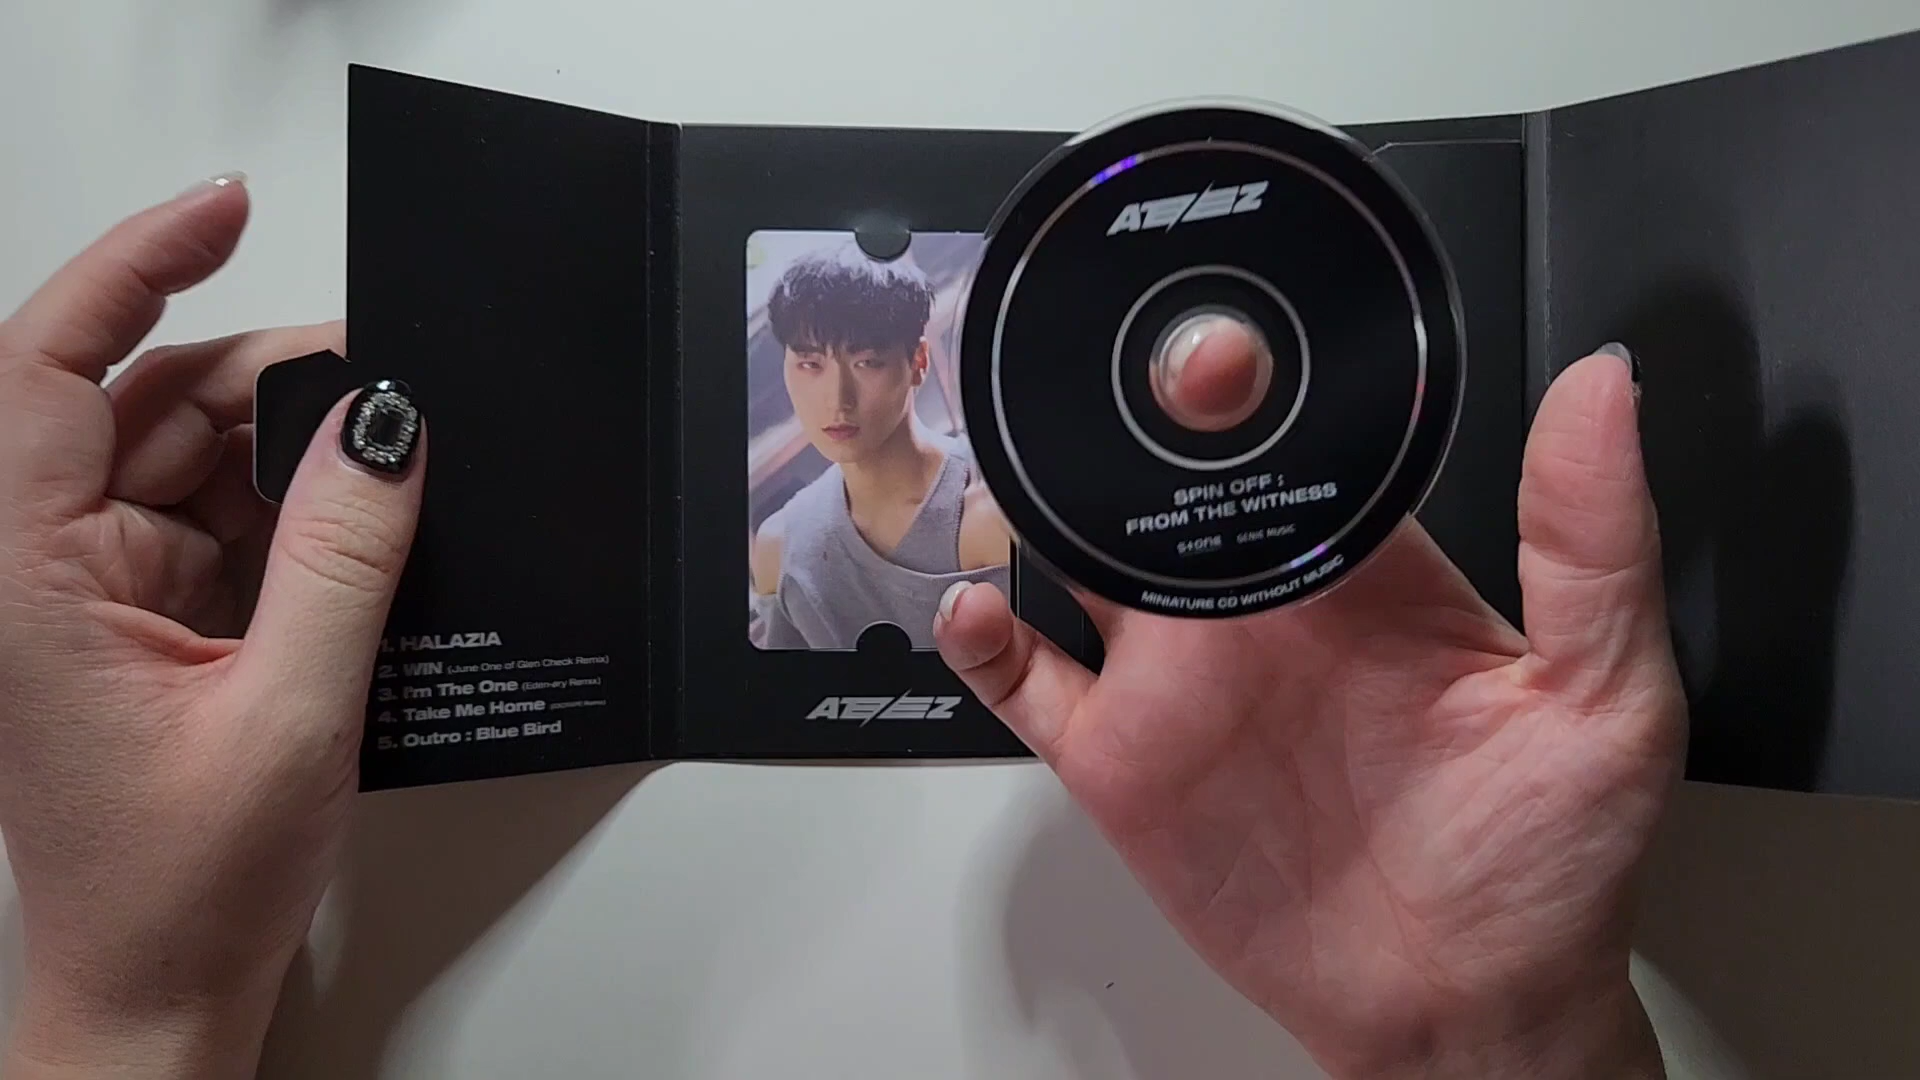 1. HALAZIA
2. WIN (June One of Glen Check Remix)
3. I'm The One (Eden-ary Remix)
4. Take Me Home
5. Outro : Blue Bird
ATEEZ
ATEEZ
SPIN OFF :
FROM THE WITNESS
stone GENIE MUSIC
MINIATURE CD WITHOUT MUSIC